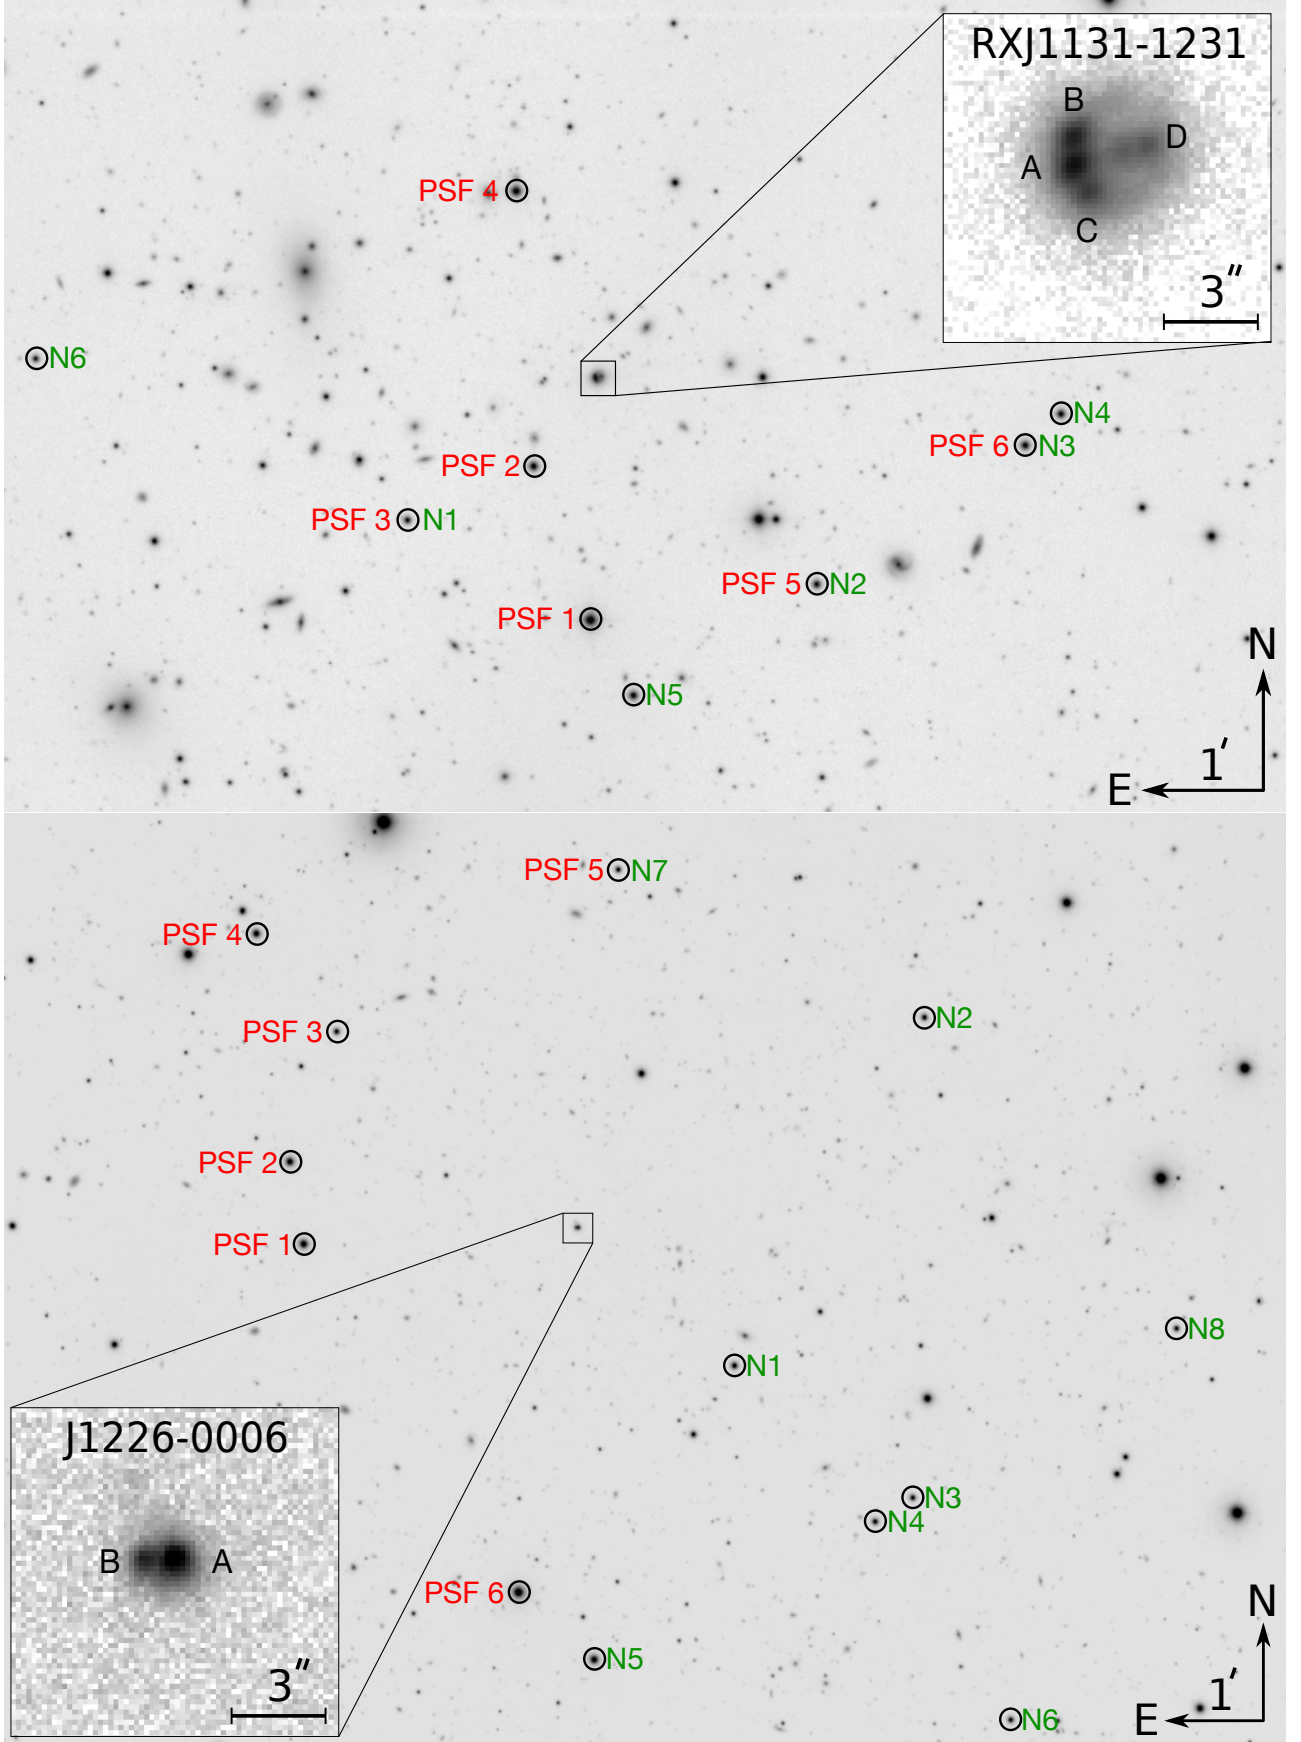 RXJ1131-1231
B
D
A
C
3″
PSF 4
N6
N4
PSF 6 N3
PSF 2
PSF 3 N1
PSF 5 N2
PSF 1
N5
N
1′
E
PSF 5 N7
PSF 4
N2
PSF 3
PSF 2
PSF 1
N8
N1
J1226-0006
N3
N4
B A
PSF 6
N
N5
3″
1′
E
N6